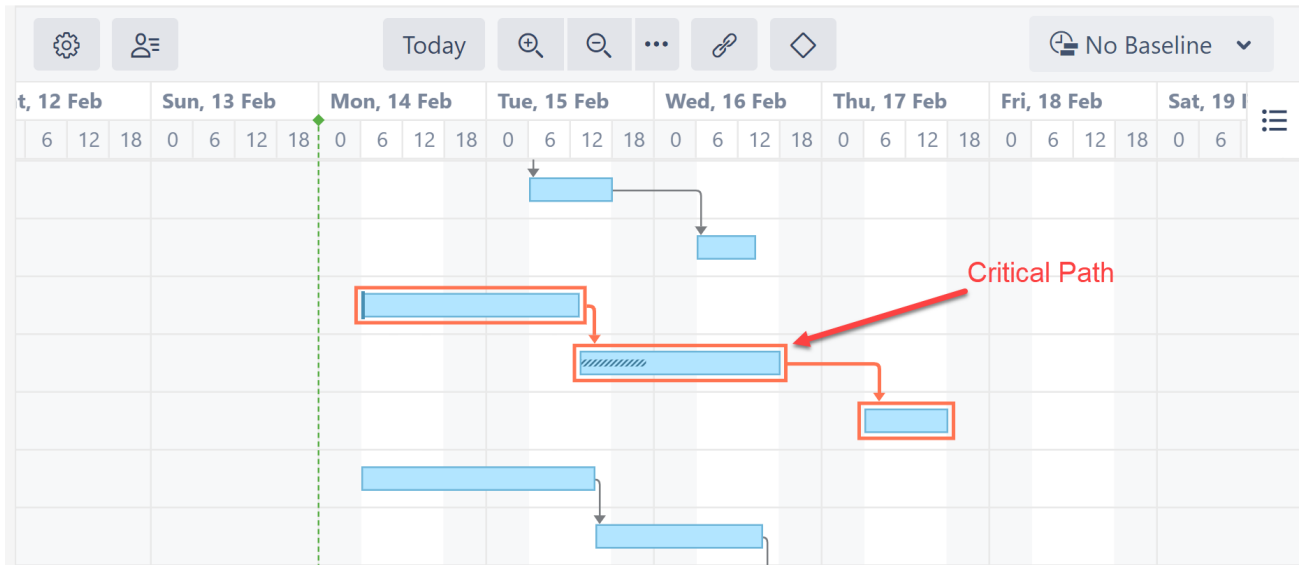 Today ••• No Baseline
t, 12 Feb Sun, 13 Feb Mon, 14 Feb Tue, 15 Feb Wed, 16 Feb Thu, 17 Feb Fri, 18 Feb Sat, 19
6 12 18 0 6 12 18 0 6 12 18 0 6 12 18 0 6 12 18 0 6 12 18 0 6 12 18 0 6
Critical Path